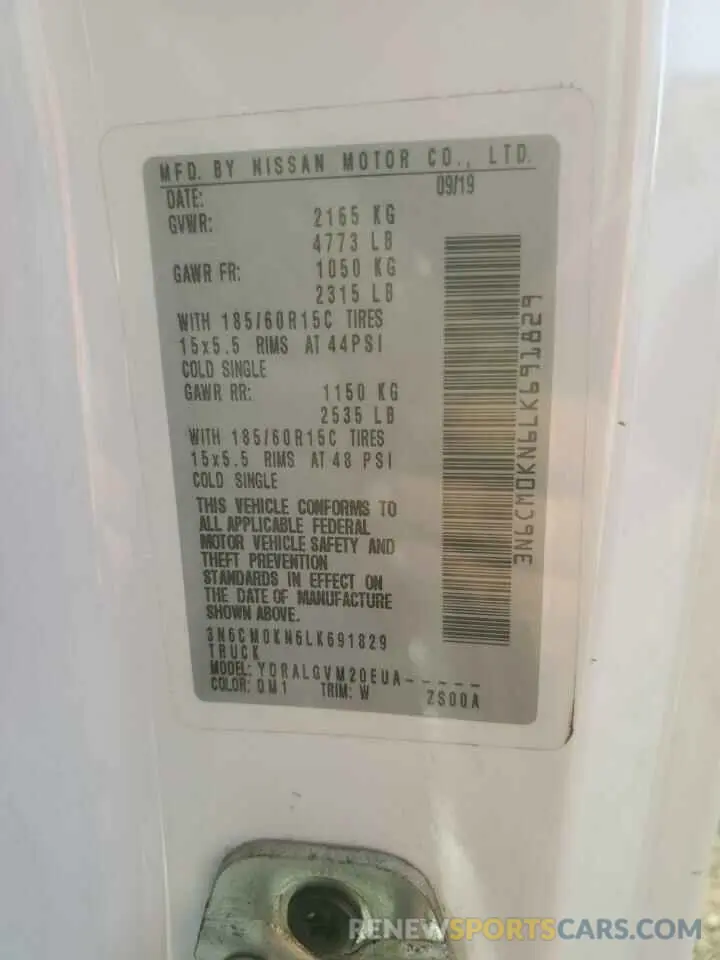 MFD. BY NISSAN MOTOR CO., LTD.
DATE: 09/19
GVWR: 2165 KG
4773 LB
GAWR FR: 1050 KG
2315 LB
WITH 185/60R15C TIRES
15x5.5 RIMS AT 44PSI
COLD SINGLE
GAWR RR: 1150 KG
2535 LB
WITH 185/60R15C TIRES
15x5.5 RIMS AT 48 PSI
COLD SINGLE
THIS VEHICLE CONFORMS TO
ALL APPLICABLE FEDERAL
MOTOR VEHICLE SAFETY AND
THEFT PREVENTION
STANDARDS IN EFFECT ON
THE DATE OF MANUFACTURE
SHOWN ABOVE.
3N6CM0KN6LK691829
TRUCK
MODEL: YDRALGVM20EUA-----
COLOR: QM1 TRIM: W ZS00A
3N6CM0KN6LK691829
RENEWSPORTSCARS.COM